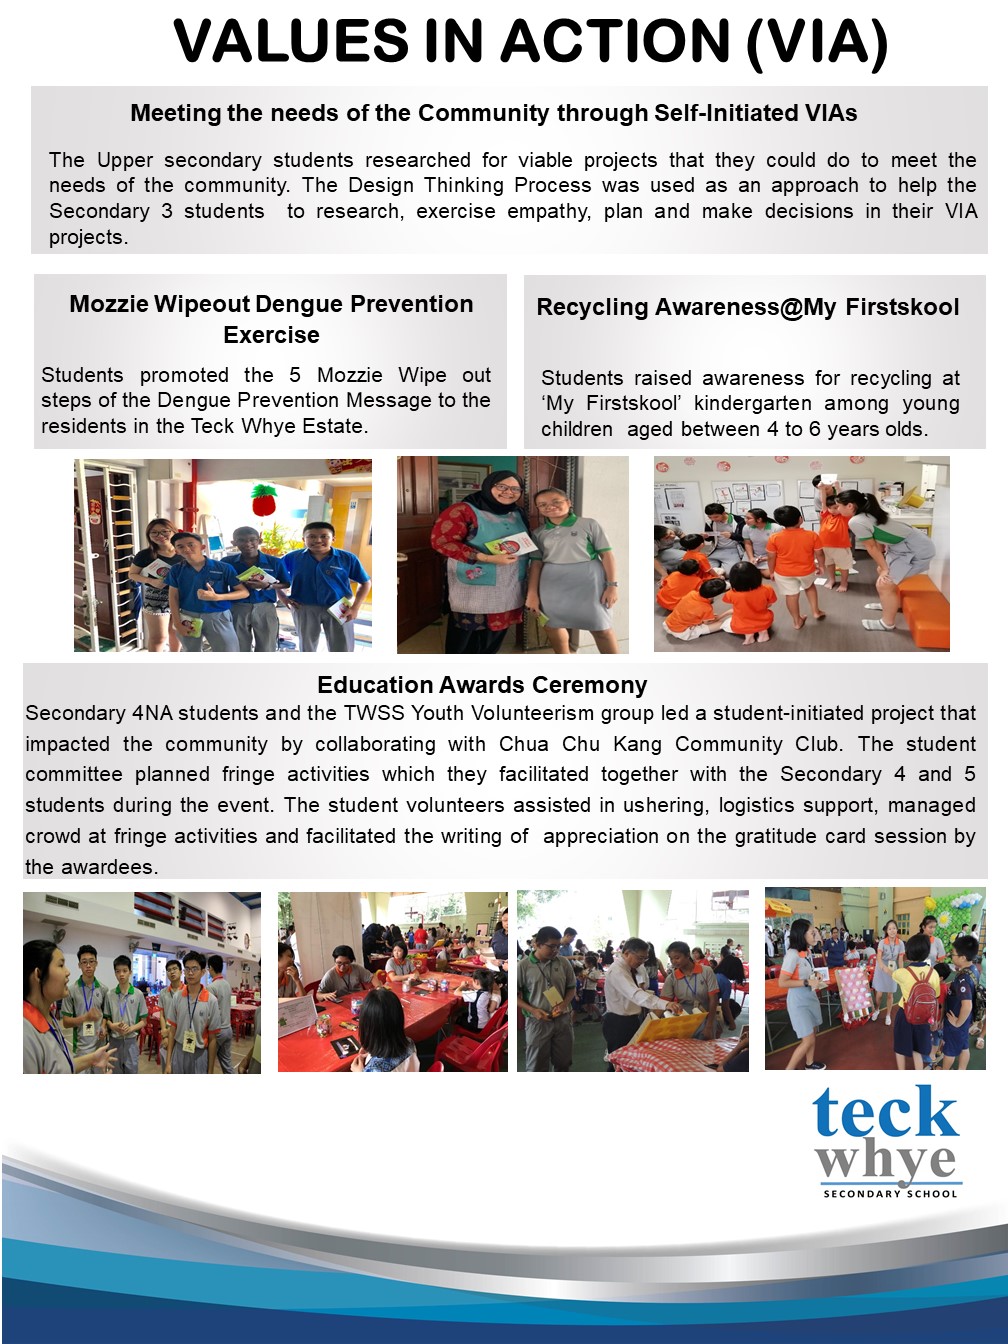 VALUES IN ACTION (VIA)
Meeting the needs of the Community through Self-Initiated VIAs
The Upper secondary students researched for viable projects that they could do to meet the
needs of the community. The Design Thinking Process was used as an approach to help the
Secondary 3 students to research, exercise empathy, plan and make decisions in their VIA
projects.
Mozzie Wipeout Dengue Prevention
Exercise
Students promoted the 5 Mozzie Wipe out
steps of the Dengue Prevention Message to the
residents in the Teck Whye Estate.
Recycling Awareness@My Firstskool
Students raised awareness for recycling at
‘My Firstskool’ kindergarten among young
children aged between 4 to 6 years olds.
Education Awards Ceremony
Secondary 4NA students and the TWSS Youth Volunteerism group led a student-initiated project that
impacted the community by collaborating with Chua Chu Kang Community Club. The student
committee planned fringe activities which they facilitated together with the Secondary 4 and 5
students during the event. The student volunteers assisted in ushering, logistics support, managed
crowd at fringe activities and facilitated the writing of appreciation on the gratitude card session by
the awardees.
teck
whye
SECONDARY SCHOOL